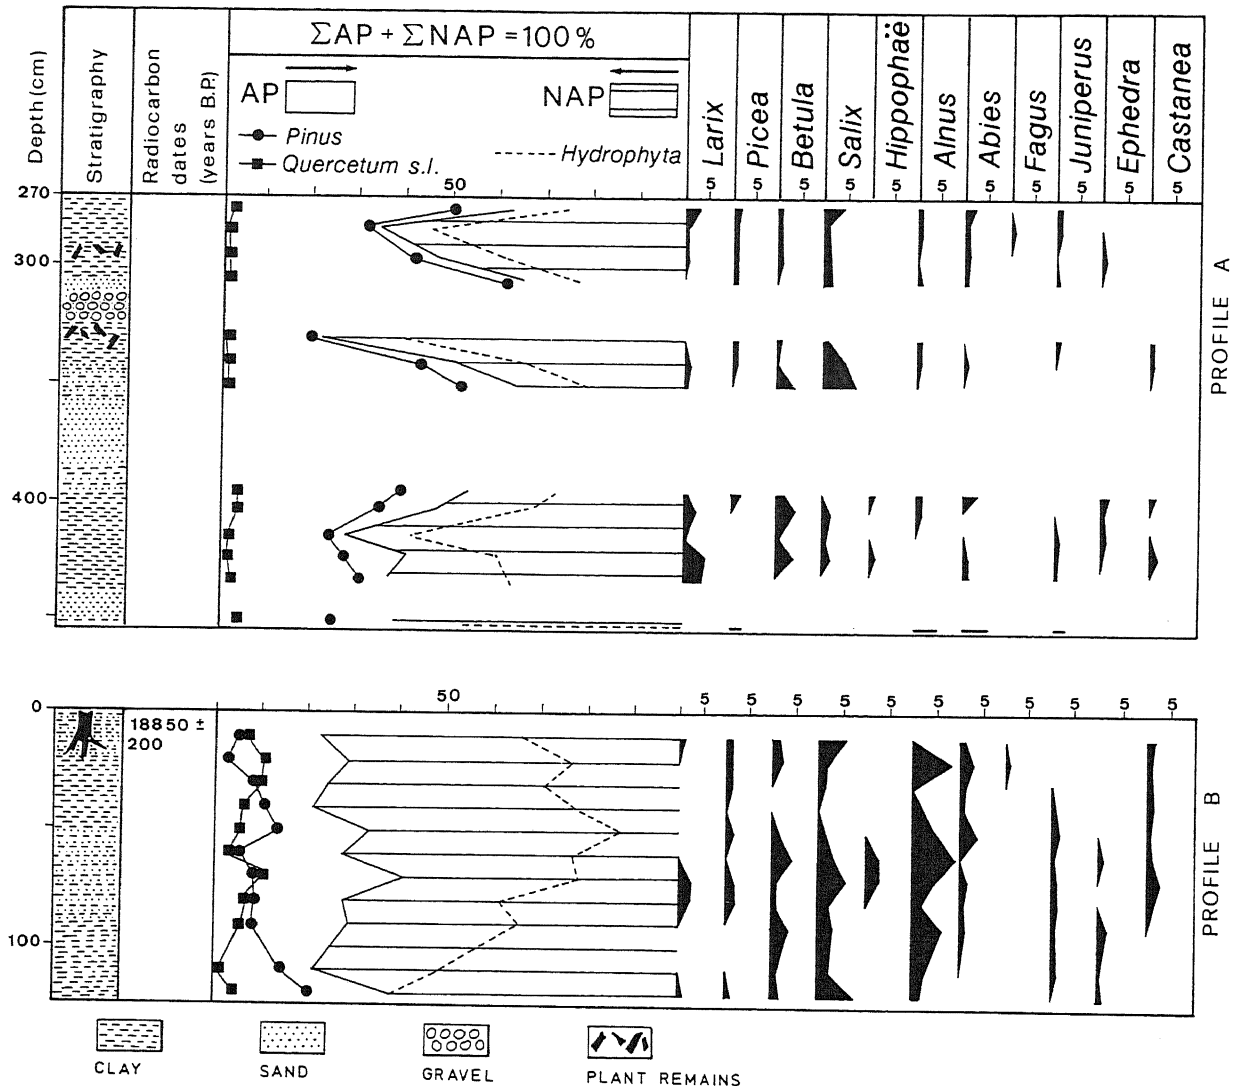 ΣAP + ΣNAP = 100%
Depth (cm)
Stratigraphy
Radiocarbon
dates
(years B.P.)
AP
NAP
Pinus
Quercetum s.l.
Hydrophyta
Larix
Picea
Betula
Salix
Hippophaë
Alnus
Abies
Fagus
Juniperus
Ephedra
Castanea
50
5 5 5 5 5 5 5 5 5 5 5
270
300
400
PROFILE A
50
5 5 5 5 5 5 5 5 5 5 5
0
18850 ±
200
100
PROFILE B
CLAY
SAND
GRAVEL
PLANT REMAINS